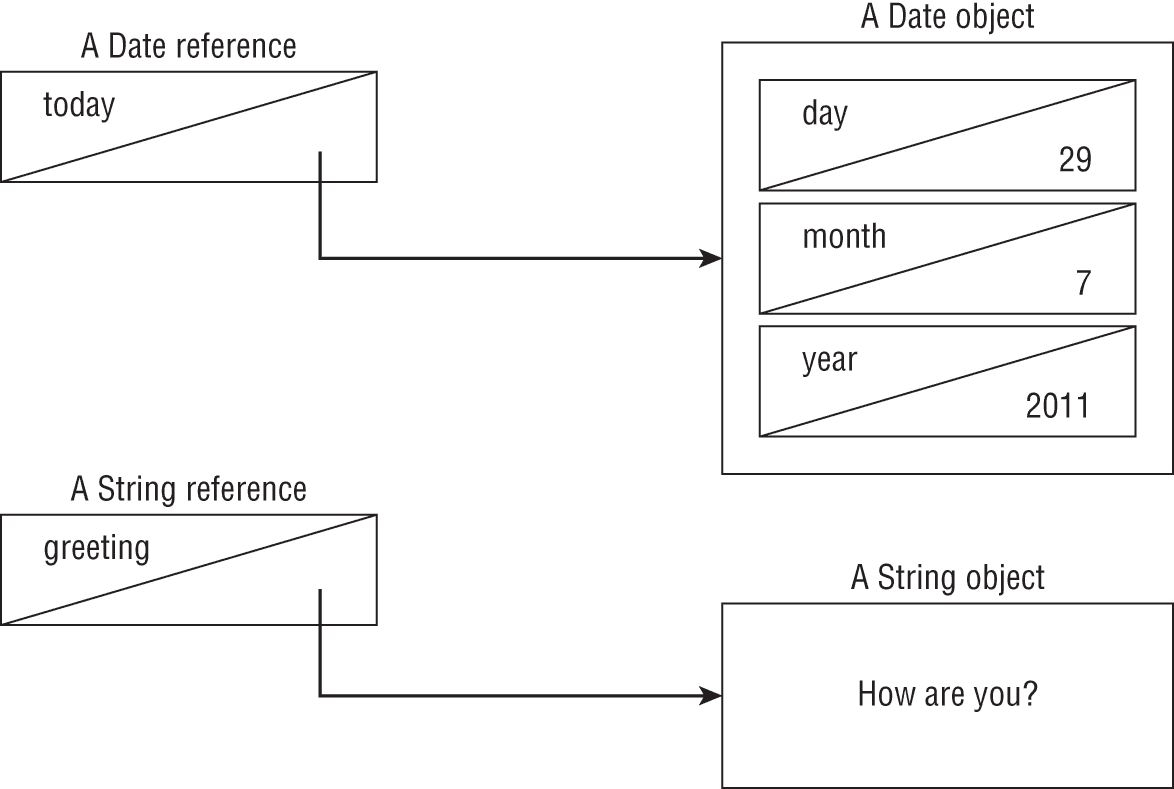 A Date reference
today
A Date object
day
29
month
7
year
2011
A String reference
greeting
A String object
How are you?